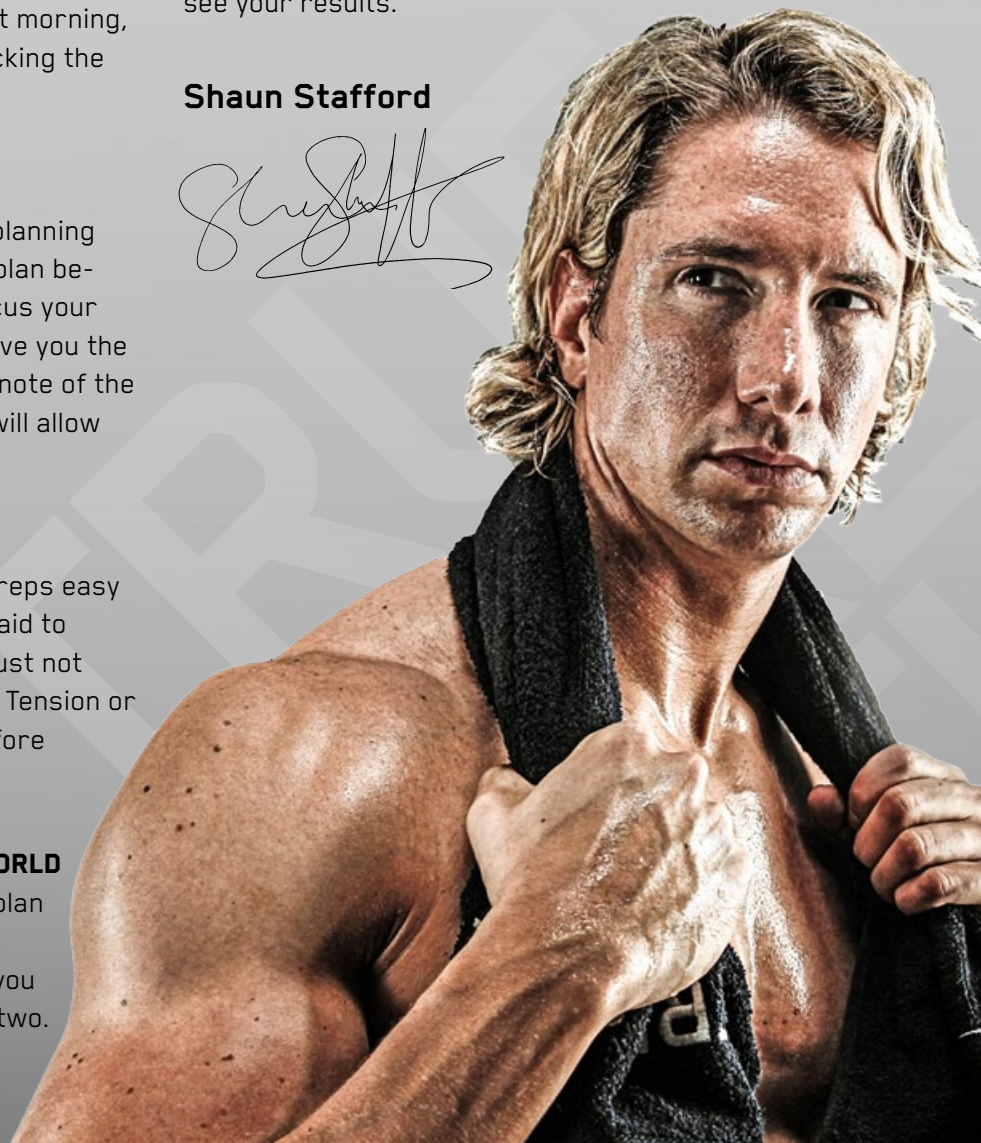 t morning,
cking the
planning
plan be-
cus your
ve you the
note of the
will allow
reps easy
aid to
ust not
Tension or
fore
ORLD
plan
you
two.
see your results.
Shaun Stafford